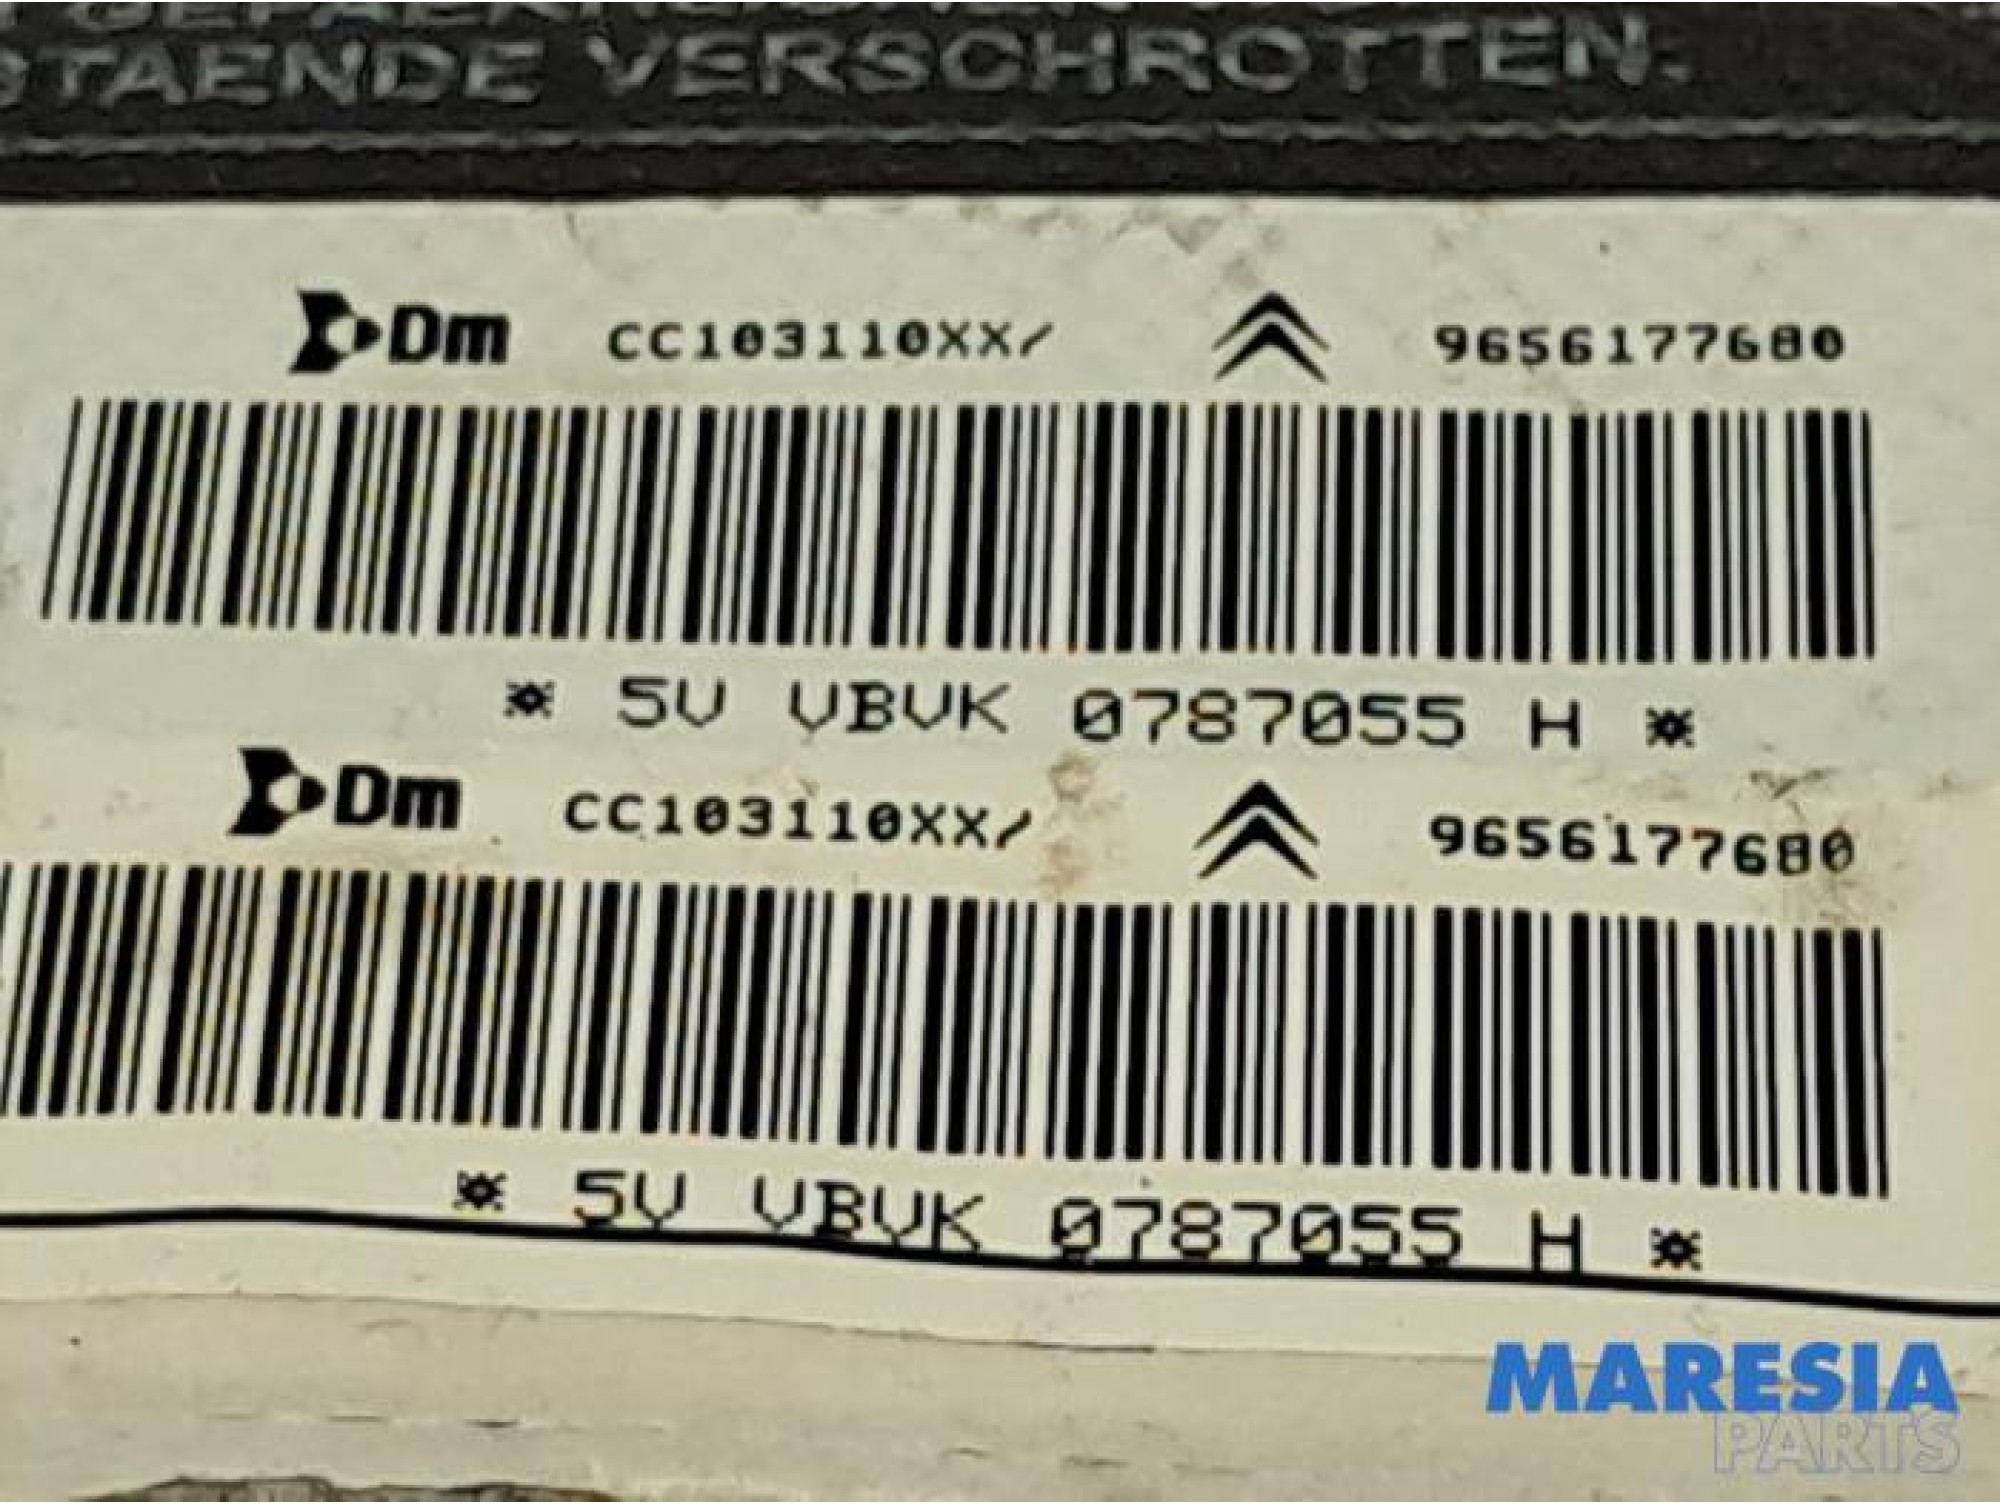 STAENDE VERSCHROTTEN.
Dm CC103110XX/ 9656177680
* 5V VBVK 0787055 H *
Dm CC103110XX/ 9656177680
* 5V VBVK 0787055 H *
MARESIA
PARTS